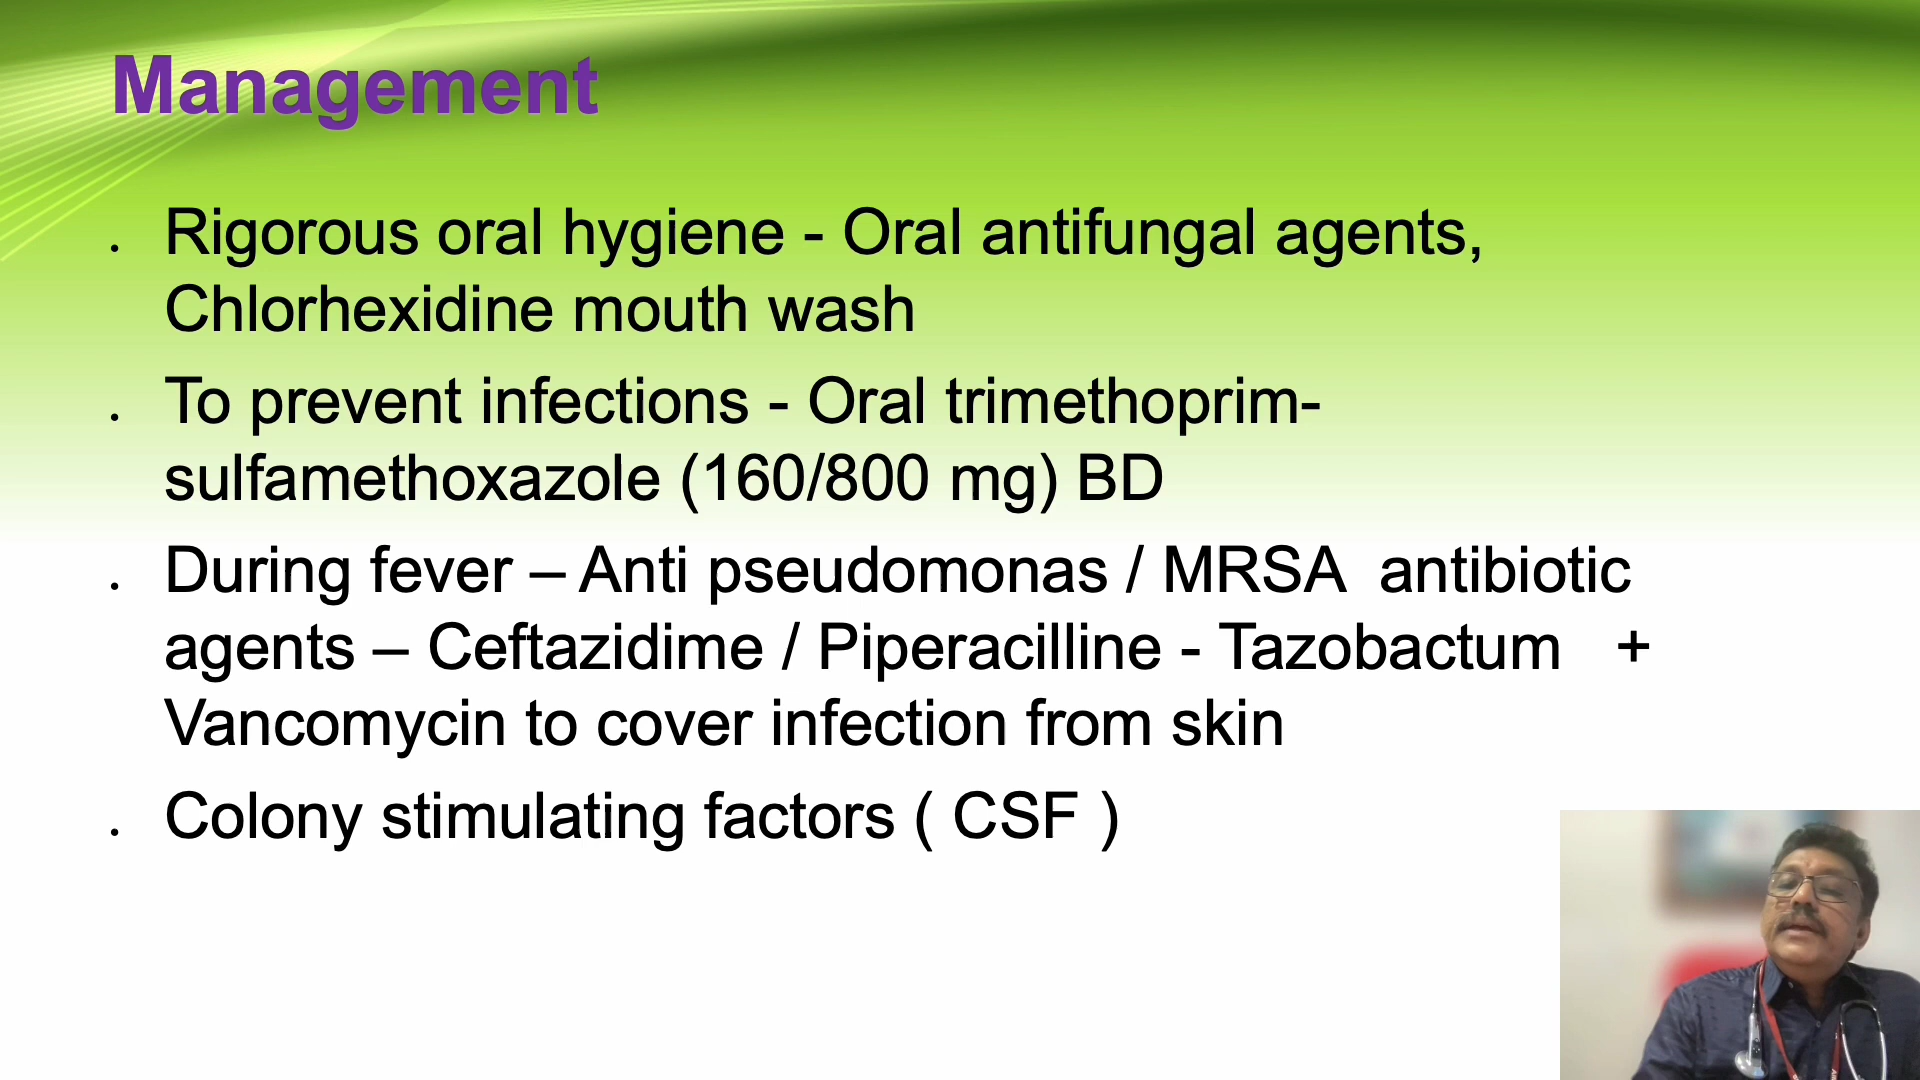 Management
. Rigorous oral hygiene - Oral antifungal agents,
Chlorhexidine mouth wash
. To prevent infections - Oral trimethoprim-
sulfamethoxazole (160/800 mg) BD
. During fever – Anti pseudomonas / MRSA antibiotic
agents – Ceftazidime / Piperacilline - Tazobactum +
Vancomycin to cover infection from skin
. Colony stimulating factors ( CSF )